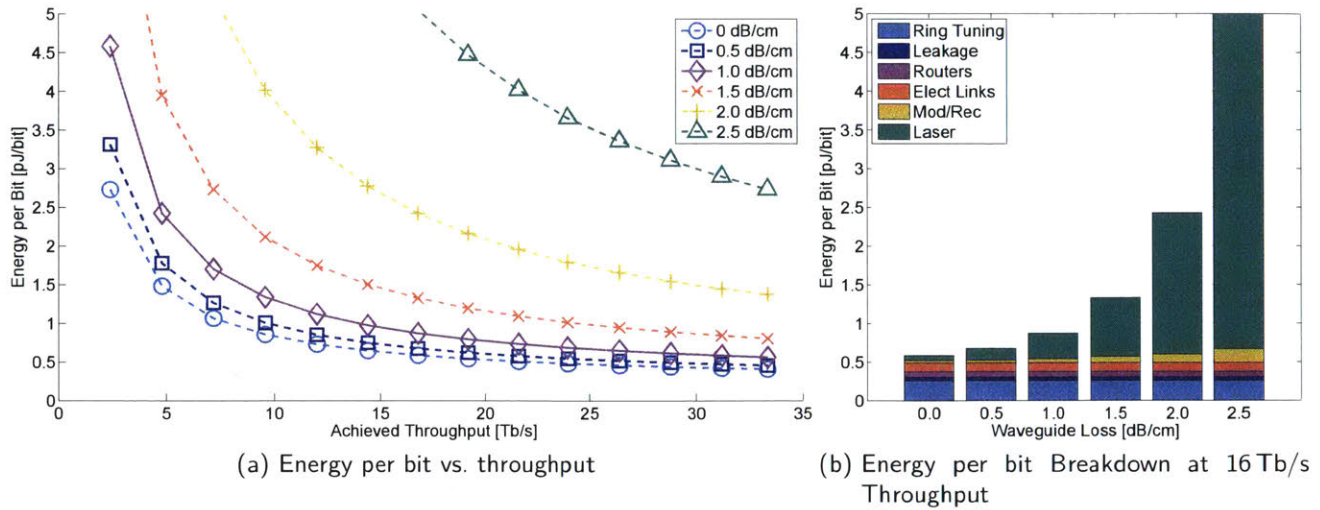 5
4.5
4
3.5
3
2.5
2
1.5
1
0.5
0
Energy per Bit [pJ/bit]
0 5 10 15 20 25 30 35
Achieved Throughput [Tb/s]
0 dB/cm
0.5 dB/cm
1.0 dB/cm
1.5 dB/cm
2.0 dB/cm
2.5 dB/cm
(a) Energy per bit vs. throughput
5
4.5
4
3.5
3
2.5
2
1.5
1
0.5
0
Energy per Bit [pJ/bit]
Ring Tuning
Leakage
Routers
Elect Links
Mod/Rec
Laser
0.0 0.5 1.0 1.5 2.0 2.5
Waveguide Loss [dB/cm]
(b) Energy per bit Breakdown at 16 Tb/s
Throughput